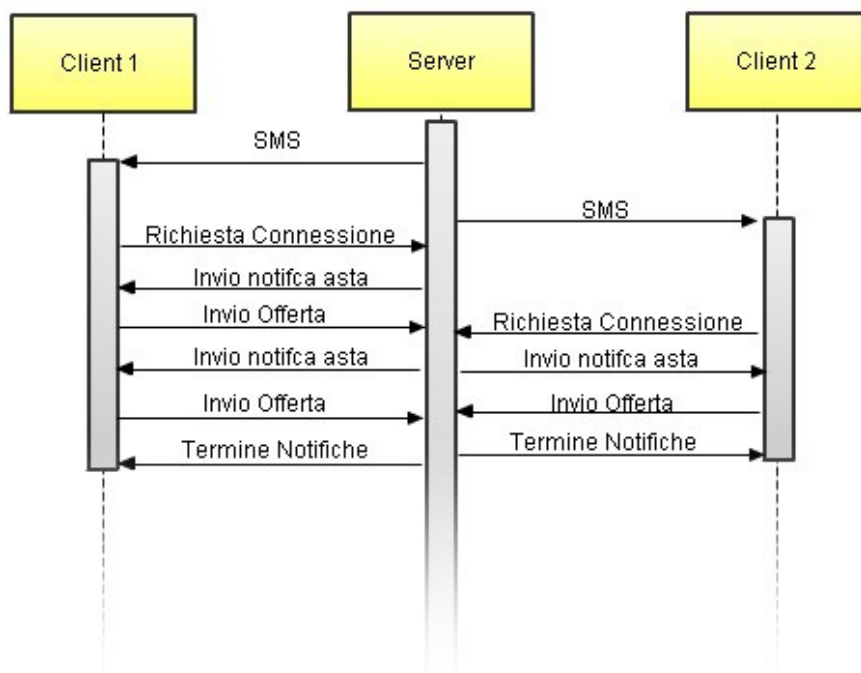 Client 1
Server
Client 2
SMS
SMS
Richiesta Connessione
Invio notifca asta
Invio Offerta
Richiesta Connessione
Invio notifca asta
Invio notifca asta
Invio Offerta
Invio Offerta
Termine Notifiche
Termine Notifiche